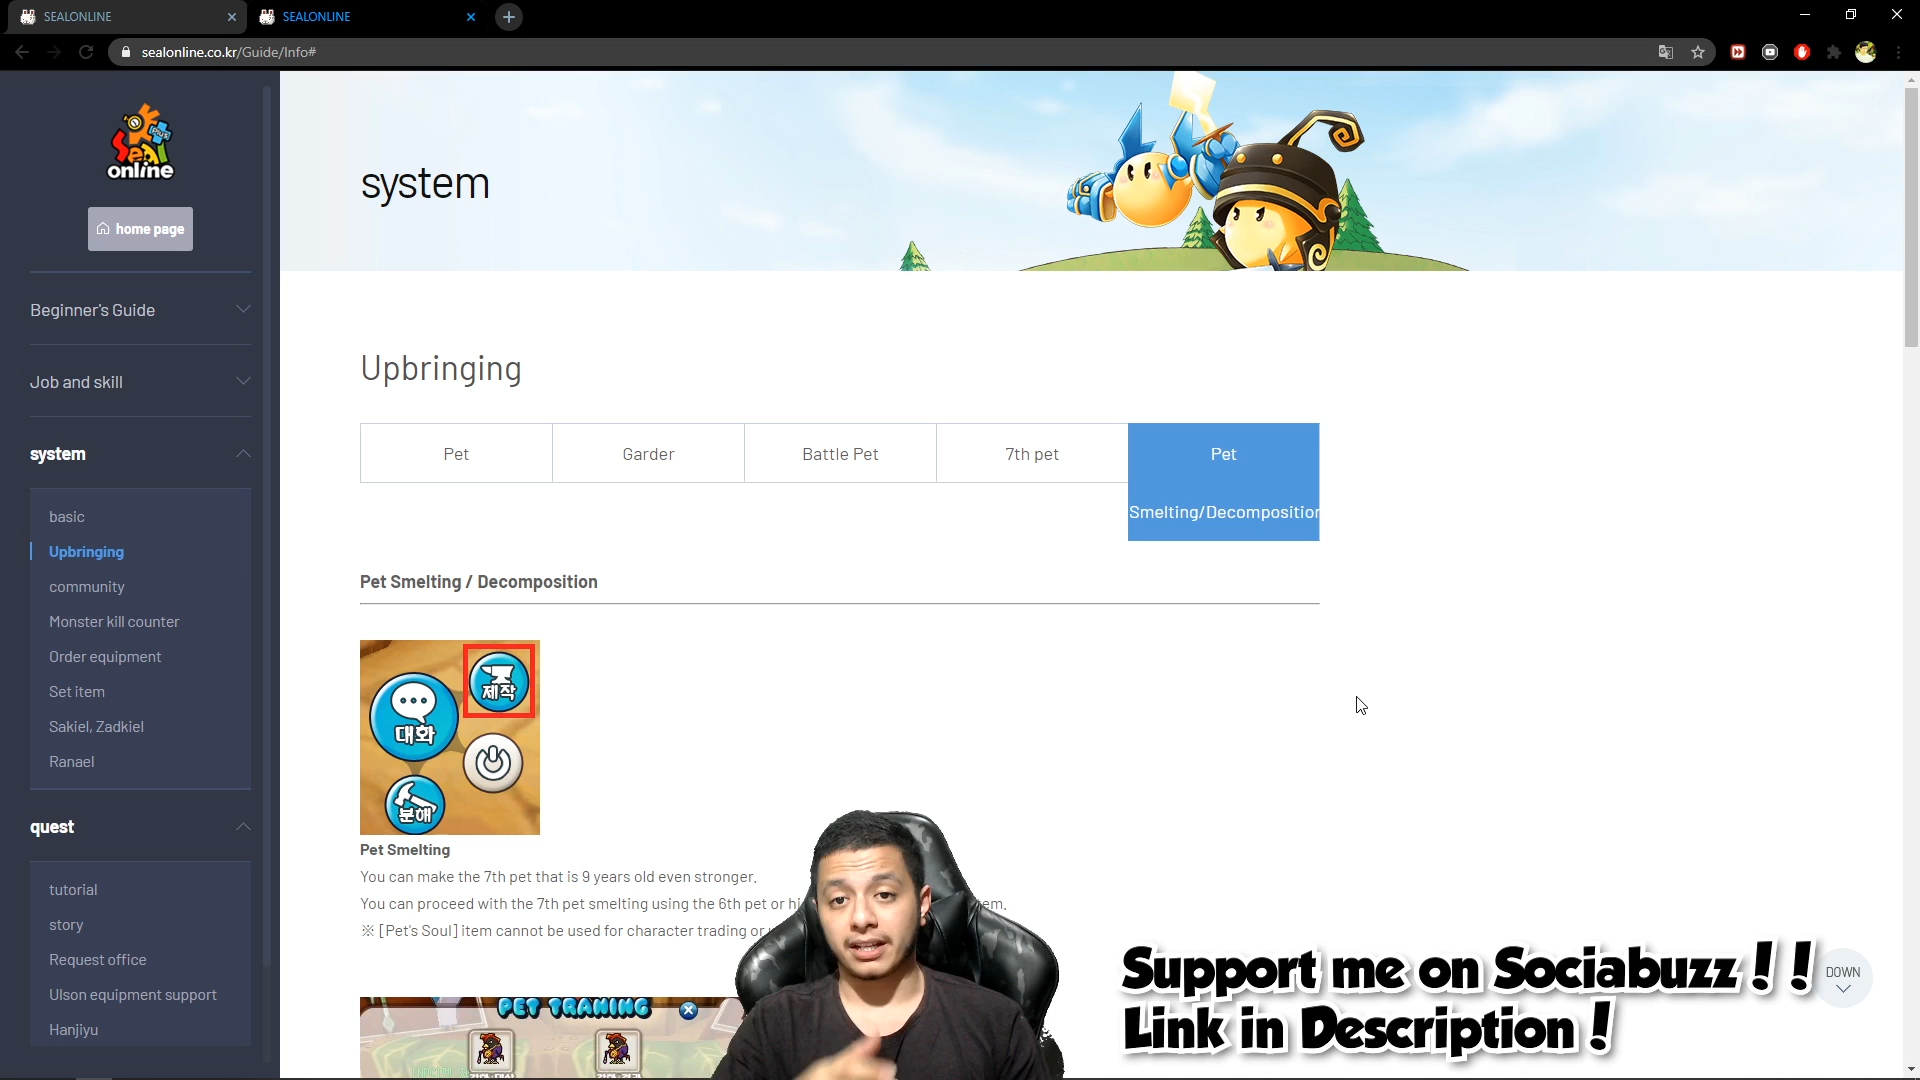 SEALONLINE
SEALONLINE
sealonline.co.kr/Guide/Info#
Plus
Seal
online
home page
Beginner's Guide
Job and skill
system
basic
Upbringing
community
Monster kill counter
Order equipment
Set item
Sakiel, Zadkiel
Ranael
quest
tutorial
story
Request office
Ulson equipment support
Hanjiyu
system
Upbringing
Pet
Garder
Battle Pet
7th pet
Pet
Smelting/Decomposition
Pet Smelting / Decomposition
제작
대화
분해
Pet Smelting
You can make the 7th pet that is 9 years old even stronger.
You can proceed with the 7th pet smelting using the 6th pet or
※ [Pet's Soul] item cannot be used for character trading or
PET TRANING
Support me on Sociabuzz!!
Link in Description!
DOWN